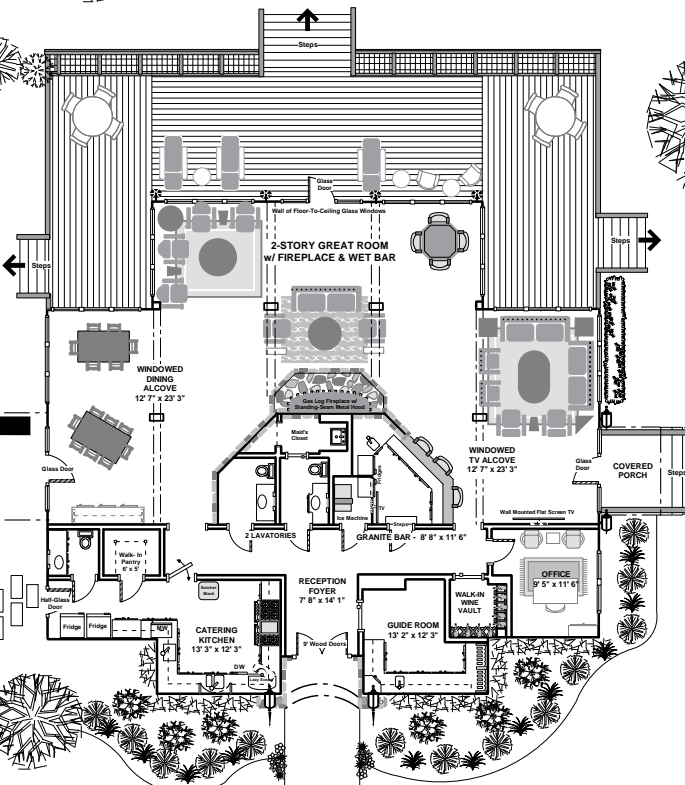 Steps
Glass
Door
Wall of Floor-To-Ceiling Glass Windows
2-STORY GREAT ROOM
w/ FIREPLACE & WET BAR
Steps
Steps
WINDOWED
DINING
ALCOVE
12' 7" x 23' 3"
Gas Log Fireplace w/
Standing-Seam Metal Hood
Maid's
Closet
WINDOWED
TV ALCOVE
12' 7" x 23' 3"
Glass Door
Glass
Door
COVERED
PORCH
Steps
Fridges
Ice Machine
TV
Steps
Wall Mounted Flat Screen TV
2 LAVATORIES
GRANITE BAR - 8' 8" x 11' 6"
Walk- In
Pantry
6' x 5'
Butcher
Block
RECEPTION
FOYER
7' 8" x 14' 1"
OFFICE
9' 5" x 11' 6"
WALK-IN
WINE
VAULT
Half-Glass
Door
Fridge
Fridge
MW
CATERING
KITCHEN
13' 3" x 12' 3"
GUIDE ROOM
13' 2" x 12' 3"
9' Wood Doors
DW
Lazy Susan